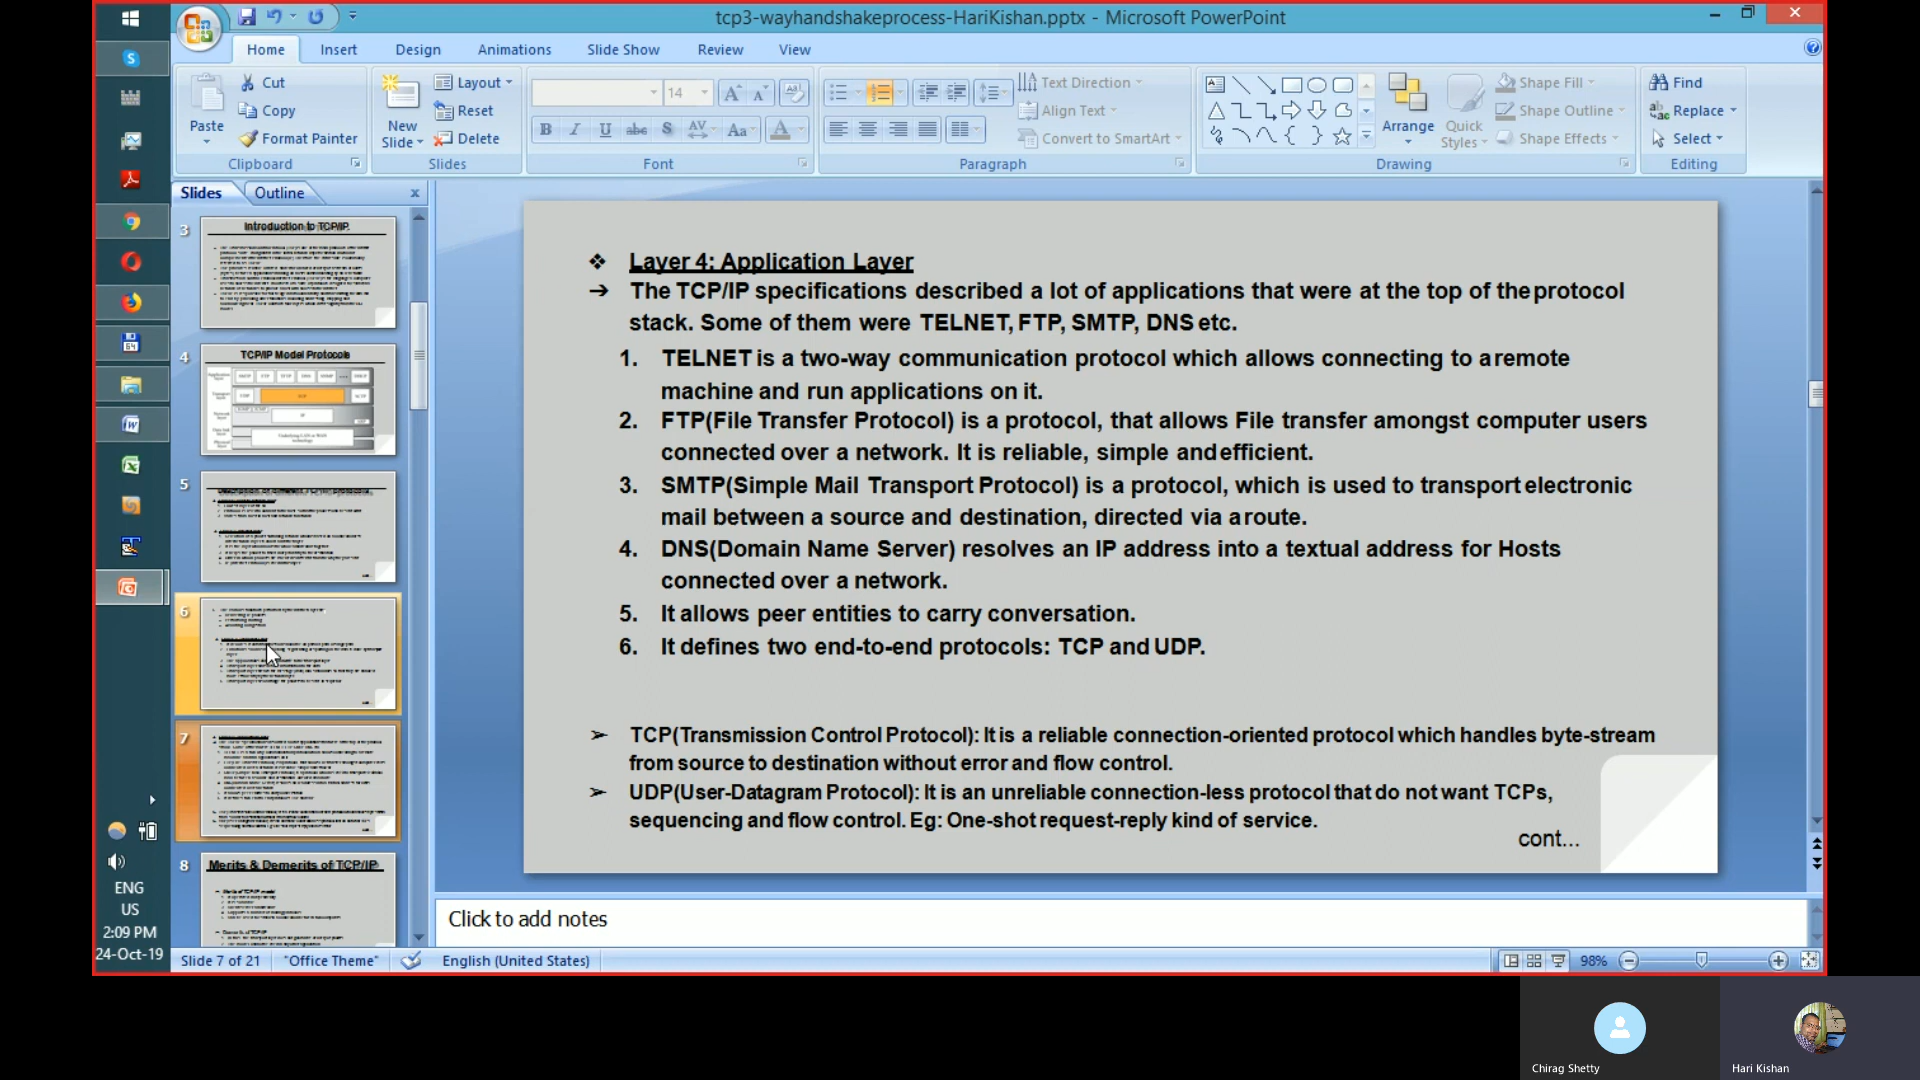 tcp3-wayhandshakeprocess-HariKishan.pptx - Microsoft PowerPoint
Home Insert Design Animations Slide Show Review View
Paste
Cut
Copy
Format Painter
Clipboard
New
Slide
Layout
Reset
Delete
Slides
14
Font
Text Direction
Align Text
Convert to SmartArt
Paragraph
Arrange
Quick
Styles
Shape Fill
Shape Outline
Shape Effects
Drawing
Find
Replace
Select
Editing
Slides Outline
3
Introduction to TCP/IP.
4
TCP/IP Model Protocols
5
6
7
8
Merits & Demerits of TCP/IP
❖ Layer 4: Application Layer
➔ The TCP/IP specifications described a lot of applications that were at the top of the protocol
stack. Some of them were TELNET, FTP, SMTP, DNS etc.
1. TELNET is a two-way communication protocol which allows connecting to a remote
machine and run applications on it.
2. FTP(File Transfer Protocol) is a protocol, that allows File transfer amongst computer users
connected over a network. It is reliable, simple and efficient.
3. SMTP(Simple Mail Transport Protocol) is a protocol, which is used to transport electronic
mail between a source and destination, directed via a route.
4. DNS(Domain Name Server) resolves an IP address into a textual address for Hosts
connected over a network.
5. It allows peer entities to carry conversation.
6. It defines two end-to-end protocols: TCP and UDP.
➢ TCP(Transmission Control Protocol): It is a reliable connection-oriented protocol which handles byte-stream
from source to destination without error and flow control.
➢ UDP(User-Datagram Protocol): It is an unreliable connection-less protocol that do not want TCPs,
sequencing and flow control. Eg: One-shot request-reply kind of service.
cont...
Click to add notes
ENG
US
2:09 PM
24-Oct-19
Slide 7 of 21 "Office Theme" English (United States) 98%
Chirag Shetty
Hari Kishan